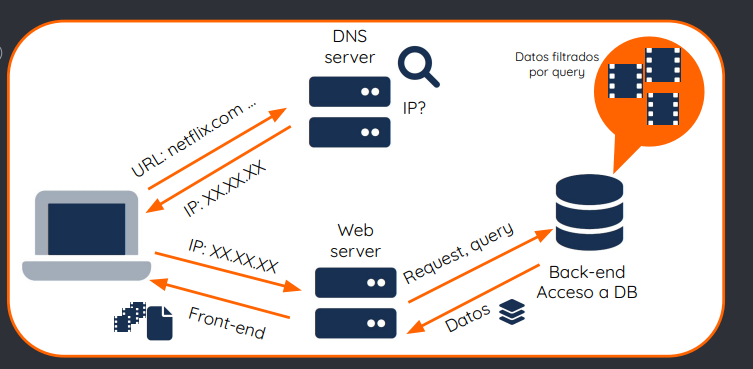 DNS
server
Datos filtrados
por query
IP?
URL: netflix.com ...
IP: XX.XX.XX
Web
server
IP: XX.XX.XX
Request, query
Back-end
Acceso a DB
Front-end
Datos